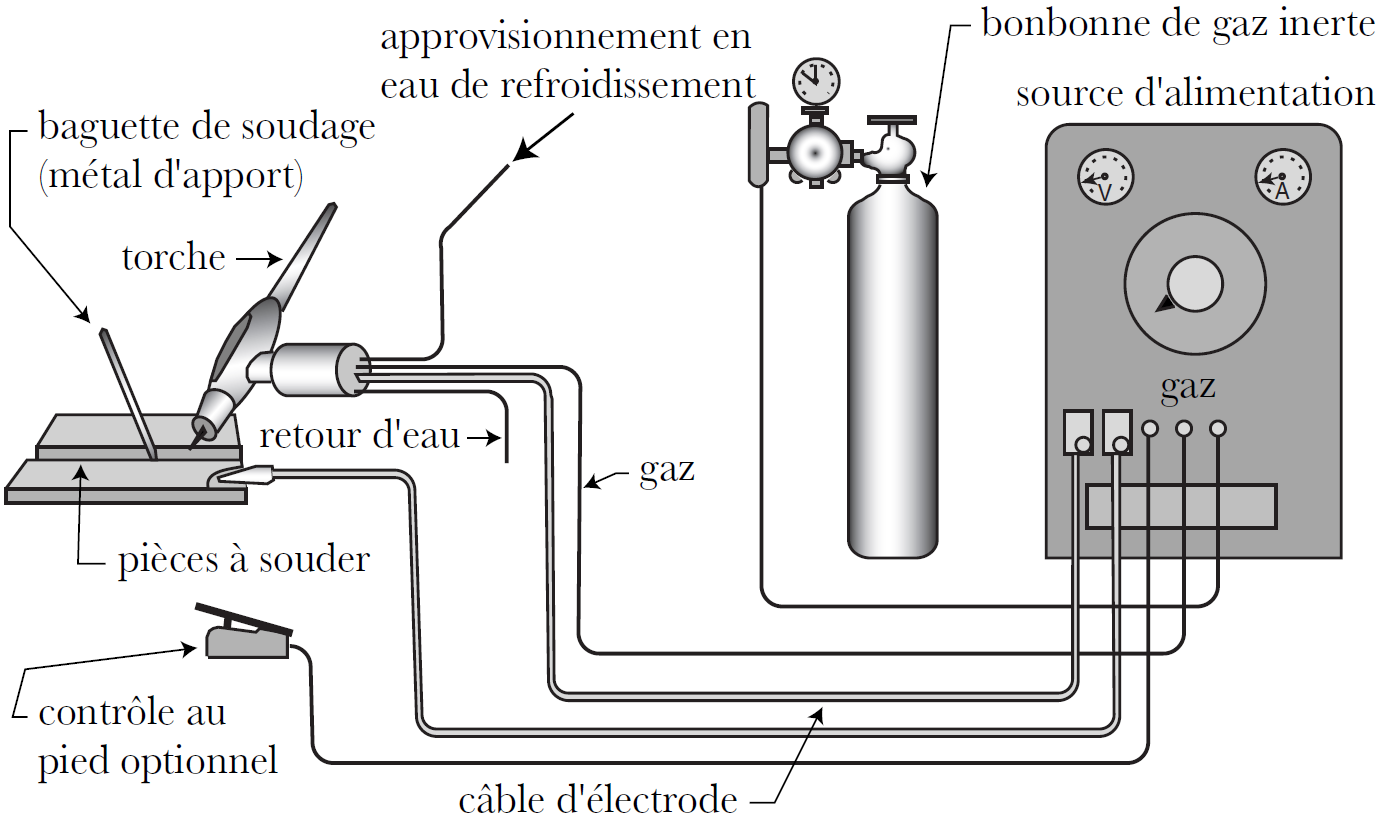 approvisionnement en
eau de refroidissement
bonbonne de gaz inerte
source d'alimentation
baguette de soudage
(métal d'apport)
torche
V
A
gaz
retour d'eau
gaz
pièces à souder
contrôle au
pied optionnel
câble d'électrode